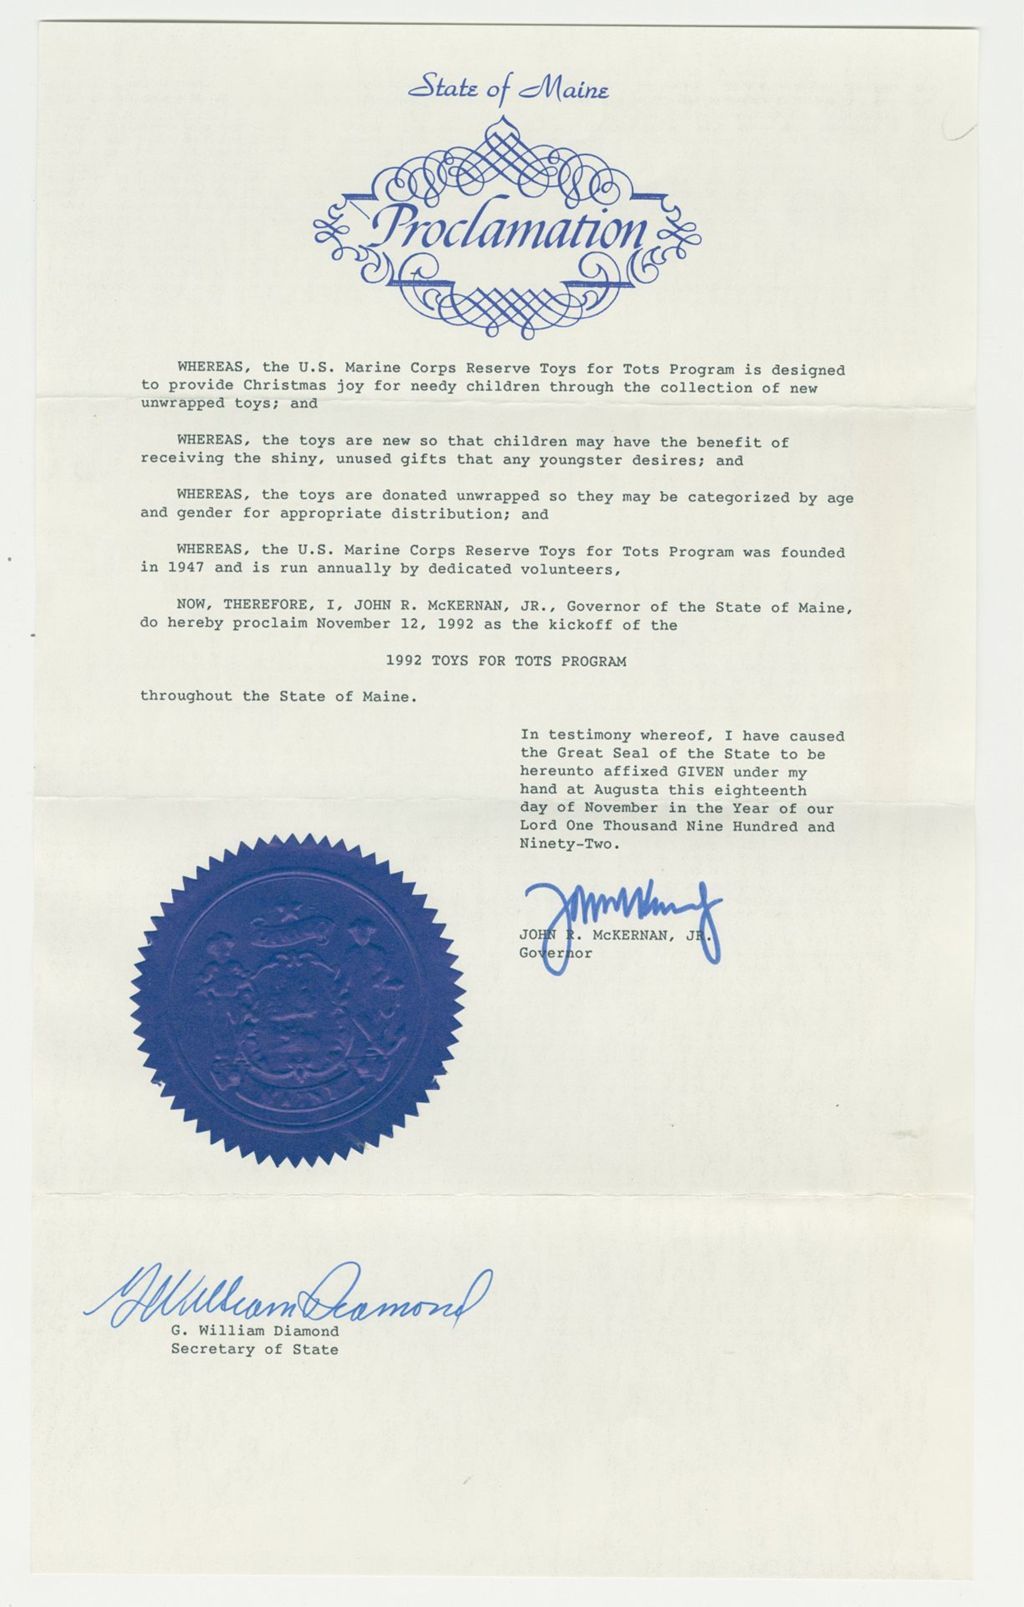 State of Maine
Proclamation
WHEREAS, the U.S. Marine Corps Reserve Toys for Tots Program is designed
to provide Christmas joy for needy children through the collection of new
unwrapped toys; and
WHEREAS, the toys are new so that children may have the benefit of
receiving the shiny, unused gifts that any youngster desires; and
WHEREAS, the toys are donated unwrapped so they may be categorized by age
and gender for appropriate distribution; and
WHEREAS, the U.S. Marine Corps Reserve Toys for Tots Program was founded
in 1947 and is run annually by dedicated volunteers,
NOW, THEREFORE, I, JOHN R. McKERNAN, JR., Governor of the State of Maine,
do hereby proclaim November 12, 1992 as the kickoff of the
1992 TOYS FOR TOTS PROGRAM
throughout the State of Maine.
In testimony whereof, I have caused
the Great Seal of the State to be
hereunto affixed GIVEN under my
hand at Augusta this eighteenth
day of November in the Year of our
Lord One Thousand Nine Hundred and
Ninety-Two.
JOHN R. McKERNAN, JR.
Governor
MAINE
G William Diamond
G. William Diamond
Secretary of State